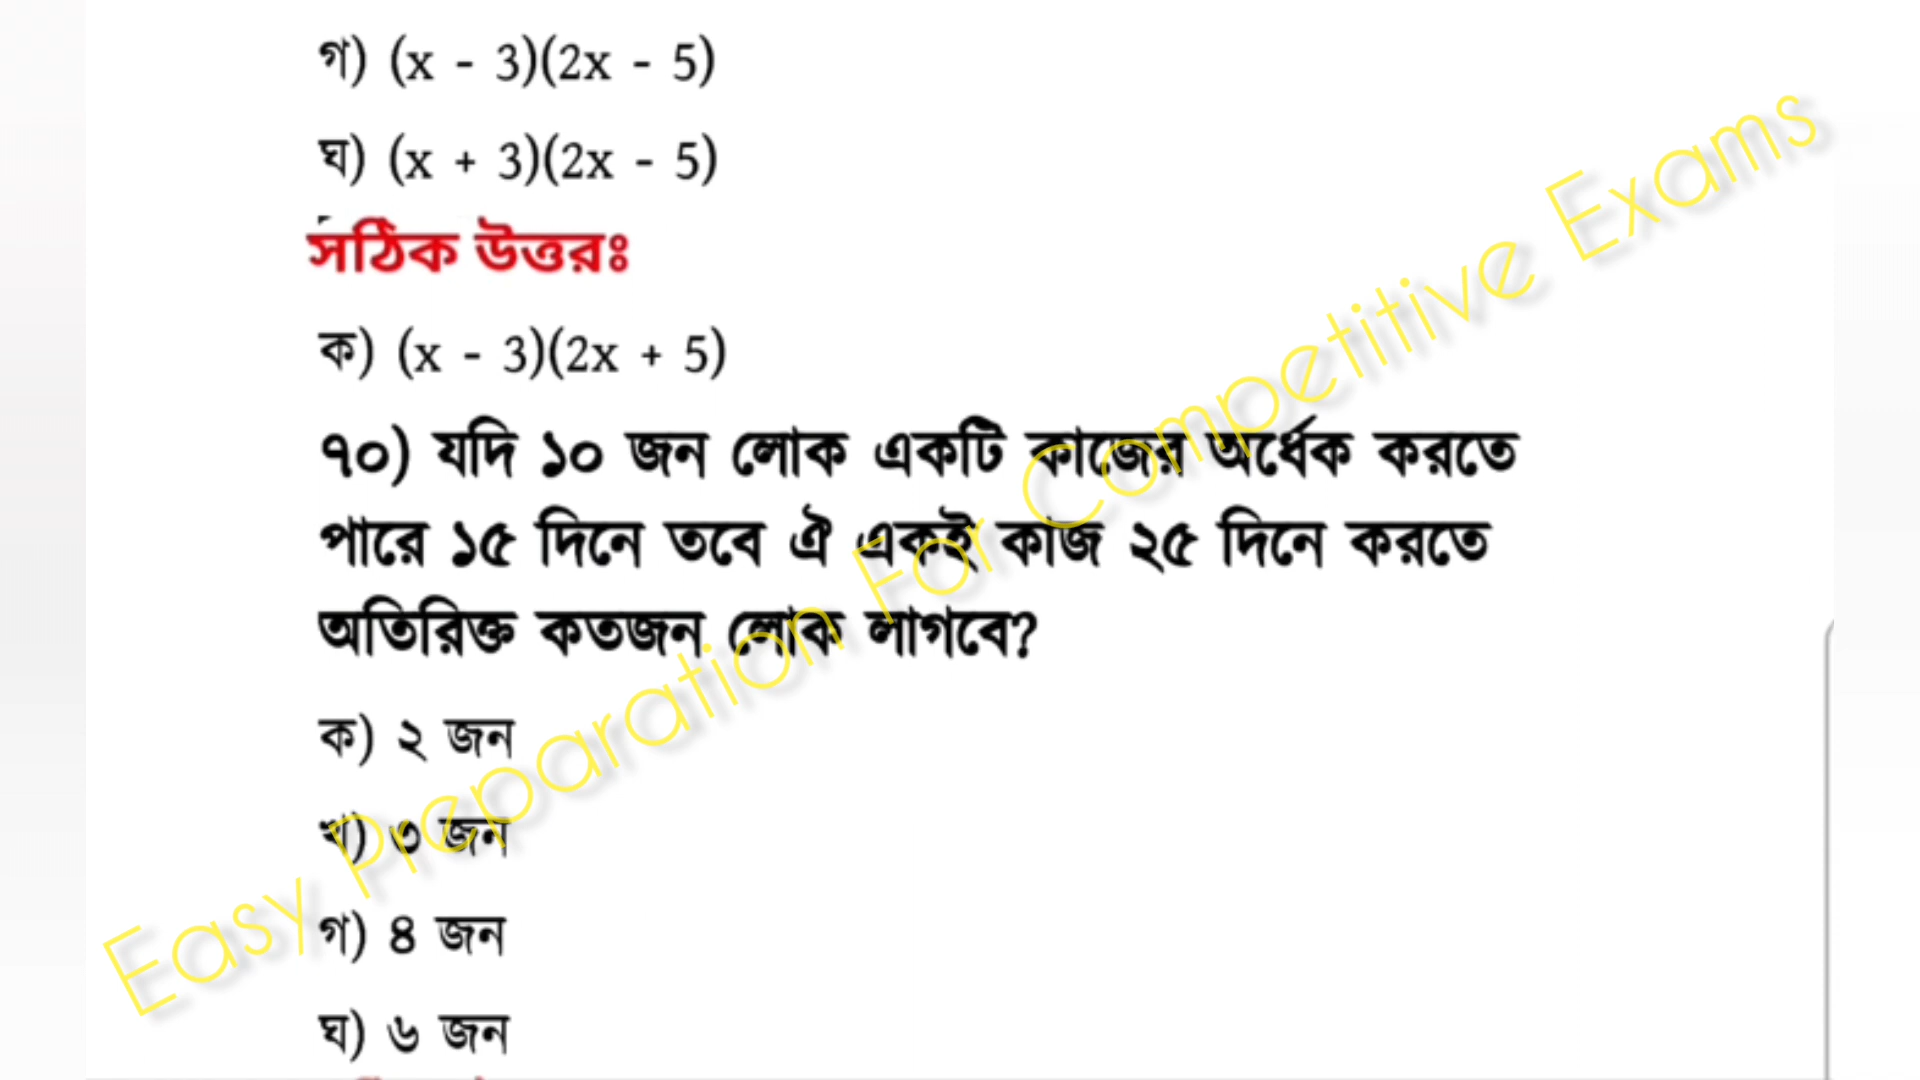 গ) (x - 3)(2x - 5)
ঘ) (x + 3)(2x - 5)
সঠিক উত্তরঃ
ক) (x - 3)(2x + 5)
৭০) যদি ১০ জন লোক একটি কাজের অর্ধেক করতে
পারে ১৫ দিনে তবে ঐ একই কাজ ২৫ দিনে করতে
অতিরিক্ত কতজন লোক লাগবে?
ক) ২ জন
খ) ৩ জন
গ) ৪ জন
ঘ) ৬ জন
Easy Preparation For Competitive Exams